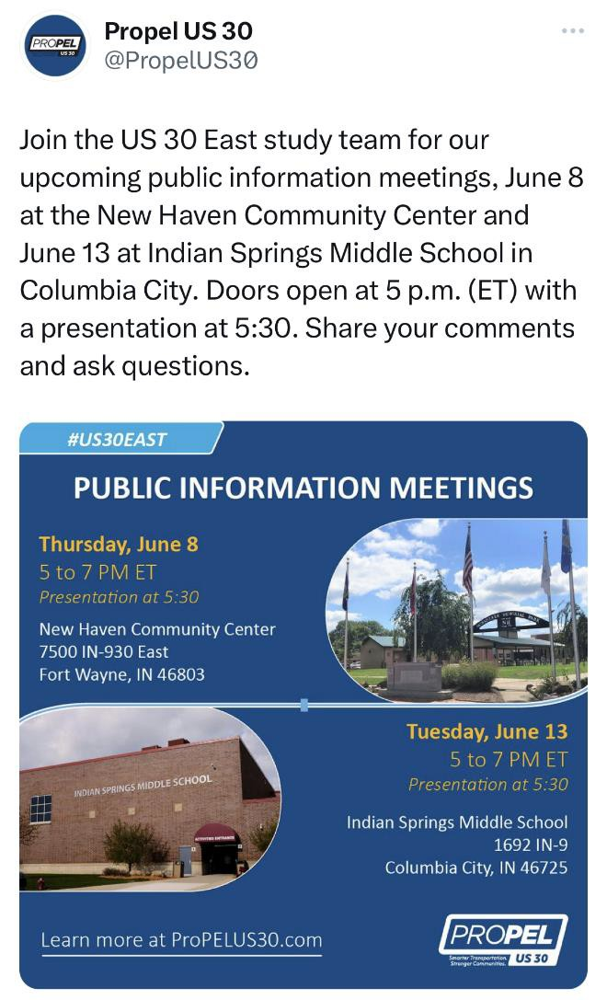 PROPEL
US 30
Propel US 30
@PropelUS30
Join the US 30 East study team for our
upcoming public information meetings, June 8
at the New Haven Community Center and
June 13 at Indian Springs Middle School in
Columbia City. Doors open at 5 p.m. (ET) with
a presentation at 5:30. Share your comments
and ask questions.
#US30EAST
PUBLIC INFORMATION MEETINGS
Thursday, June 8
5 to 7 PM ET
Presentation at 5:30
New Haven Community Center
7500 IN-930 East
Fort Wayne, IN 46803
INDIAN SPRINGS MIDDLE SCHOOL
ACTIVITIES ENTRANCE
Tuesday, June 13
5 to 7 PM ET
Presentation at 5:30
Indian Springs Middle School
1692 IN-9
Columbia City, IN 46725
Learn more at ProPELUS30.com
PROPEL
Smarter Transportation.
Stronger Communities.
US 30